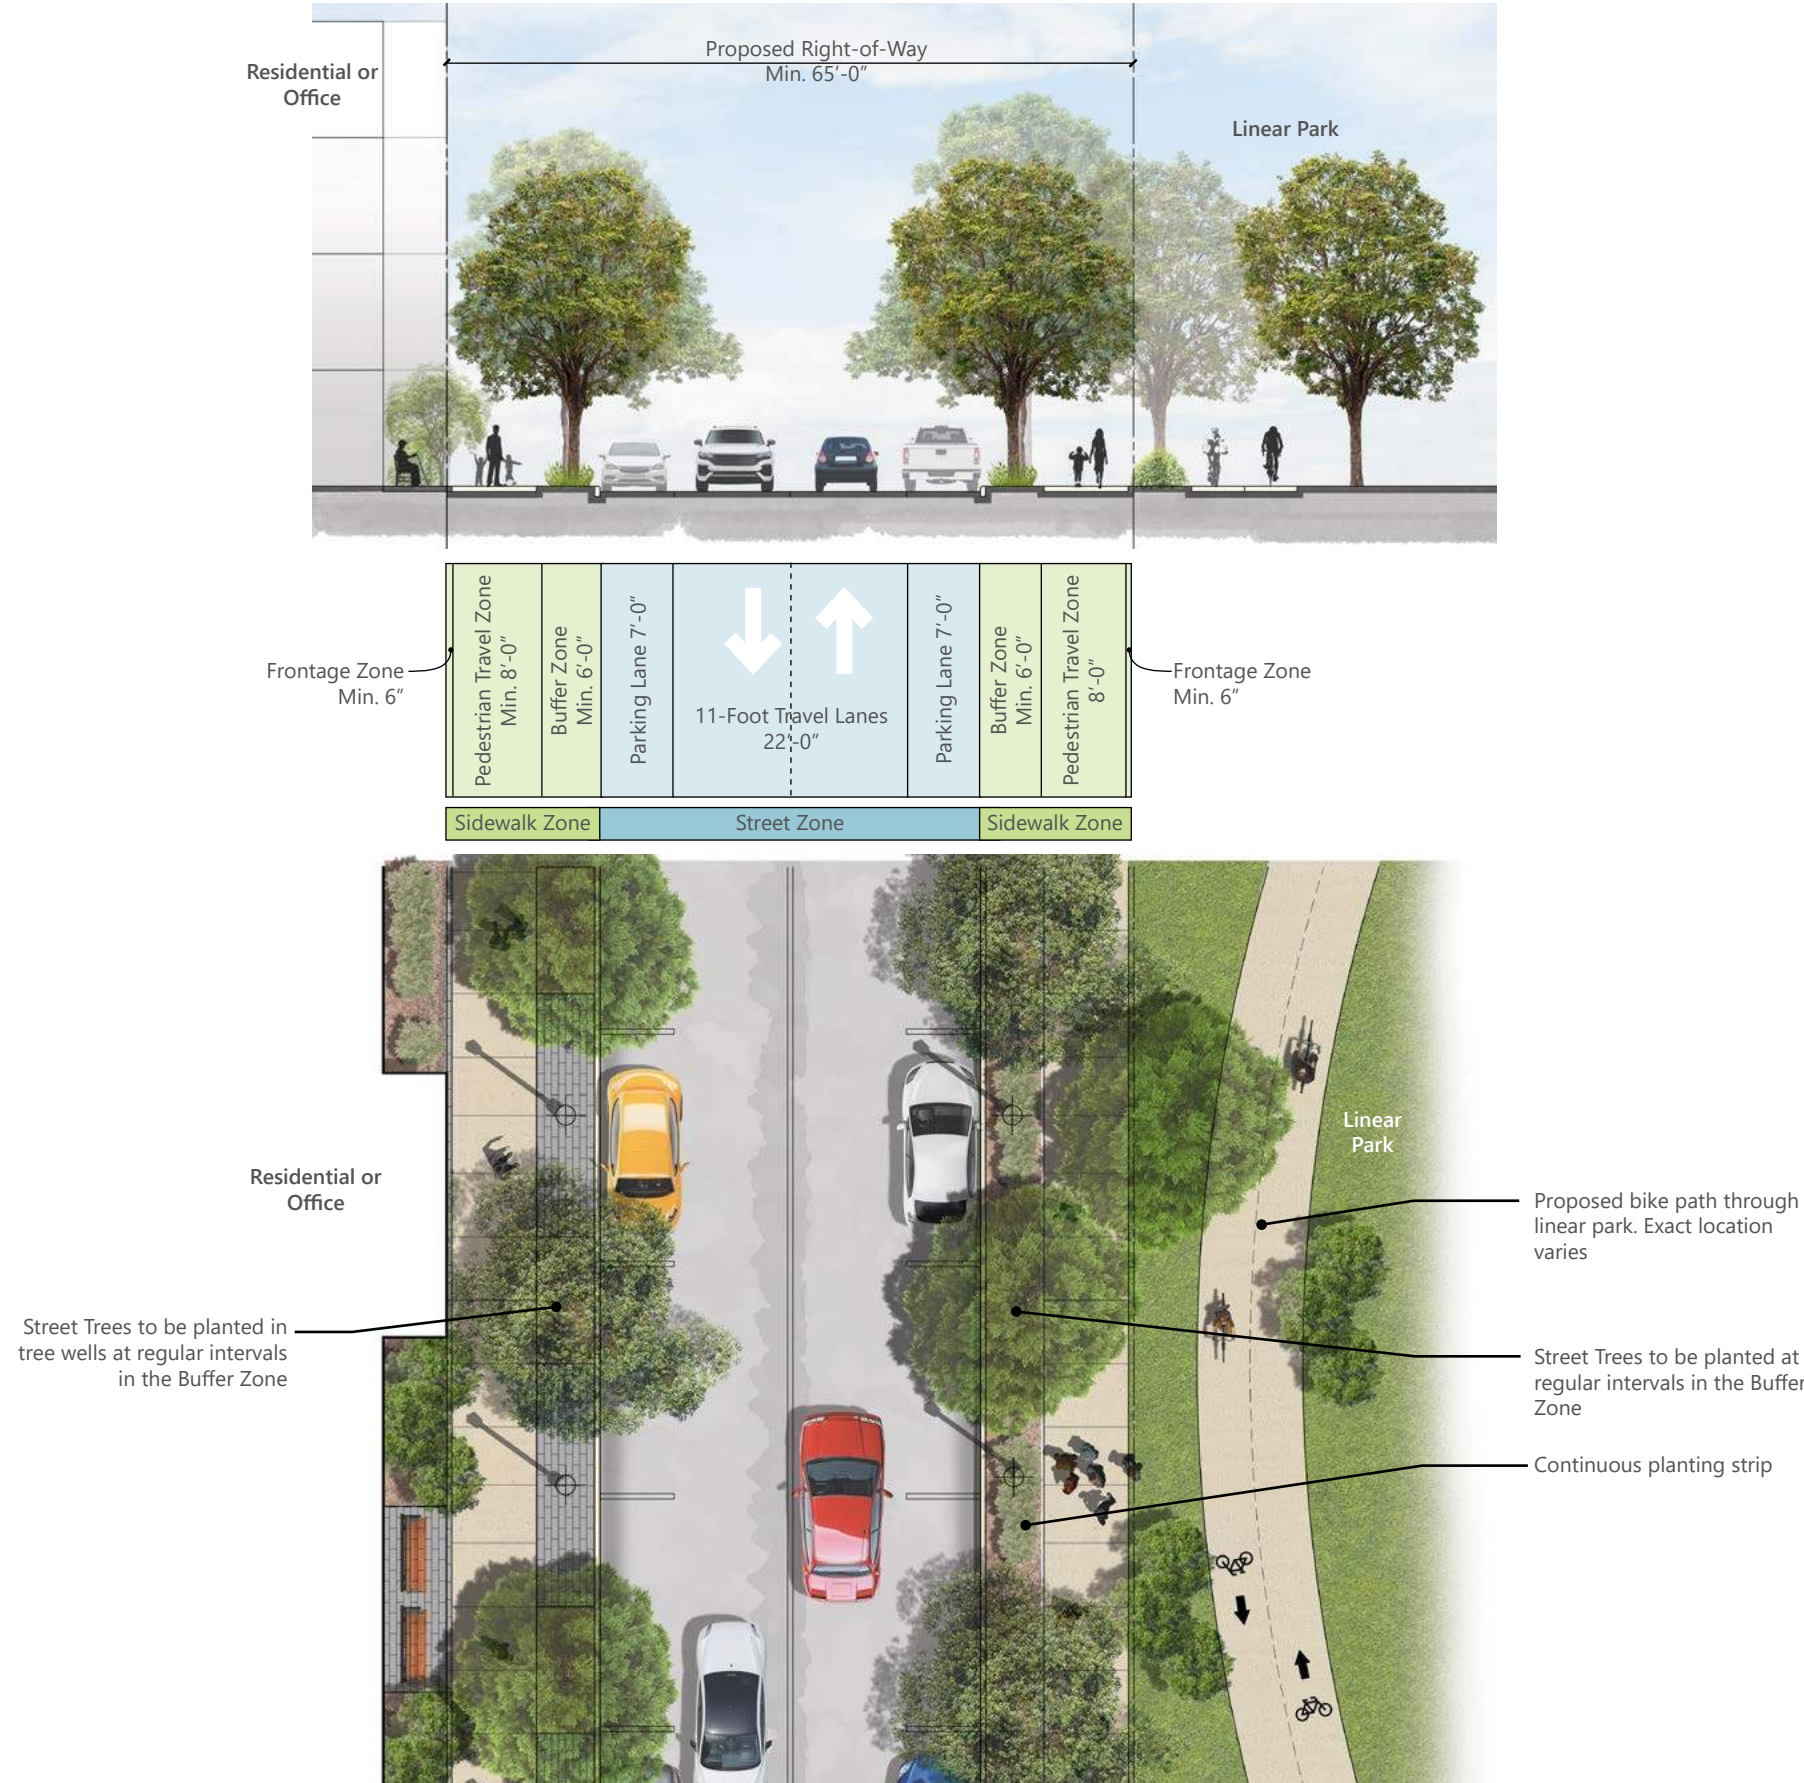 Proposed Right-of-Way
Min. 65'-0"
Residential or
Office
Linear Park
Frontage Zone
Min. 6"
Pedestrian Travel Zone
Min. 8'-0"
Buffer Zone
Min. 6'-0"
Parking Lane 7'-0"
11-Foot Travel Lanes
22'-0"
Parking Lane 7'-0"
Buffer Zone
Min. 6'-0"
Pedestrian Travel Zone
8'-0"
Frontage Zone
Min. 6"
Sidewalk Zone
Street Zone
Sidewalk Zone
Residential or
Office
Linear
Park
Proposed bike path through
linear park. Exact location
varies
Street Trees to be planted in
tree wells at regular intervals
in the Buffer Zone
Street Trees to be planted at
regular intervals in the Buffer
Zone
Continuous planting strip